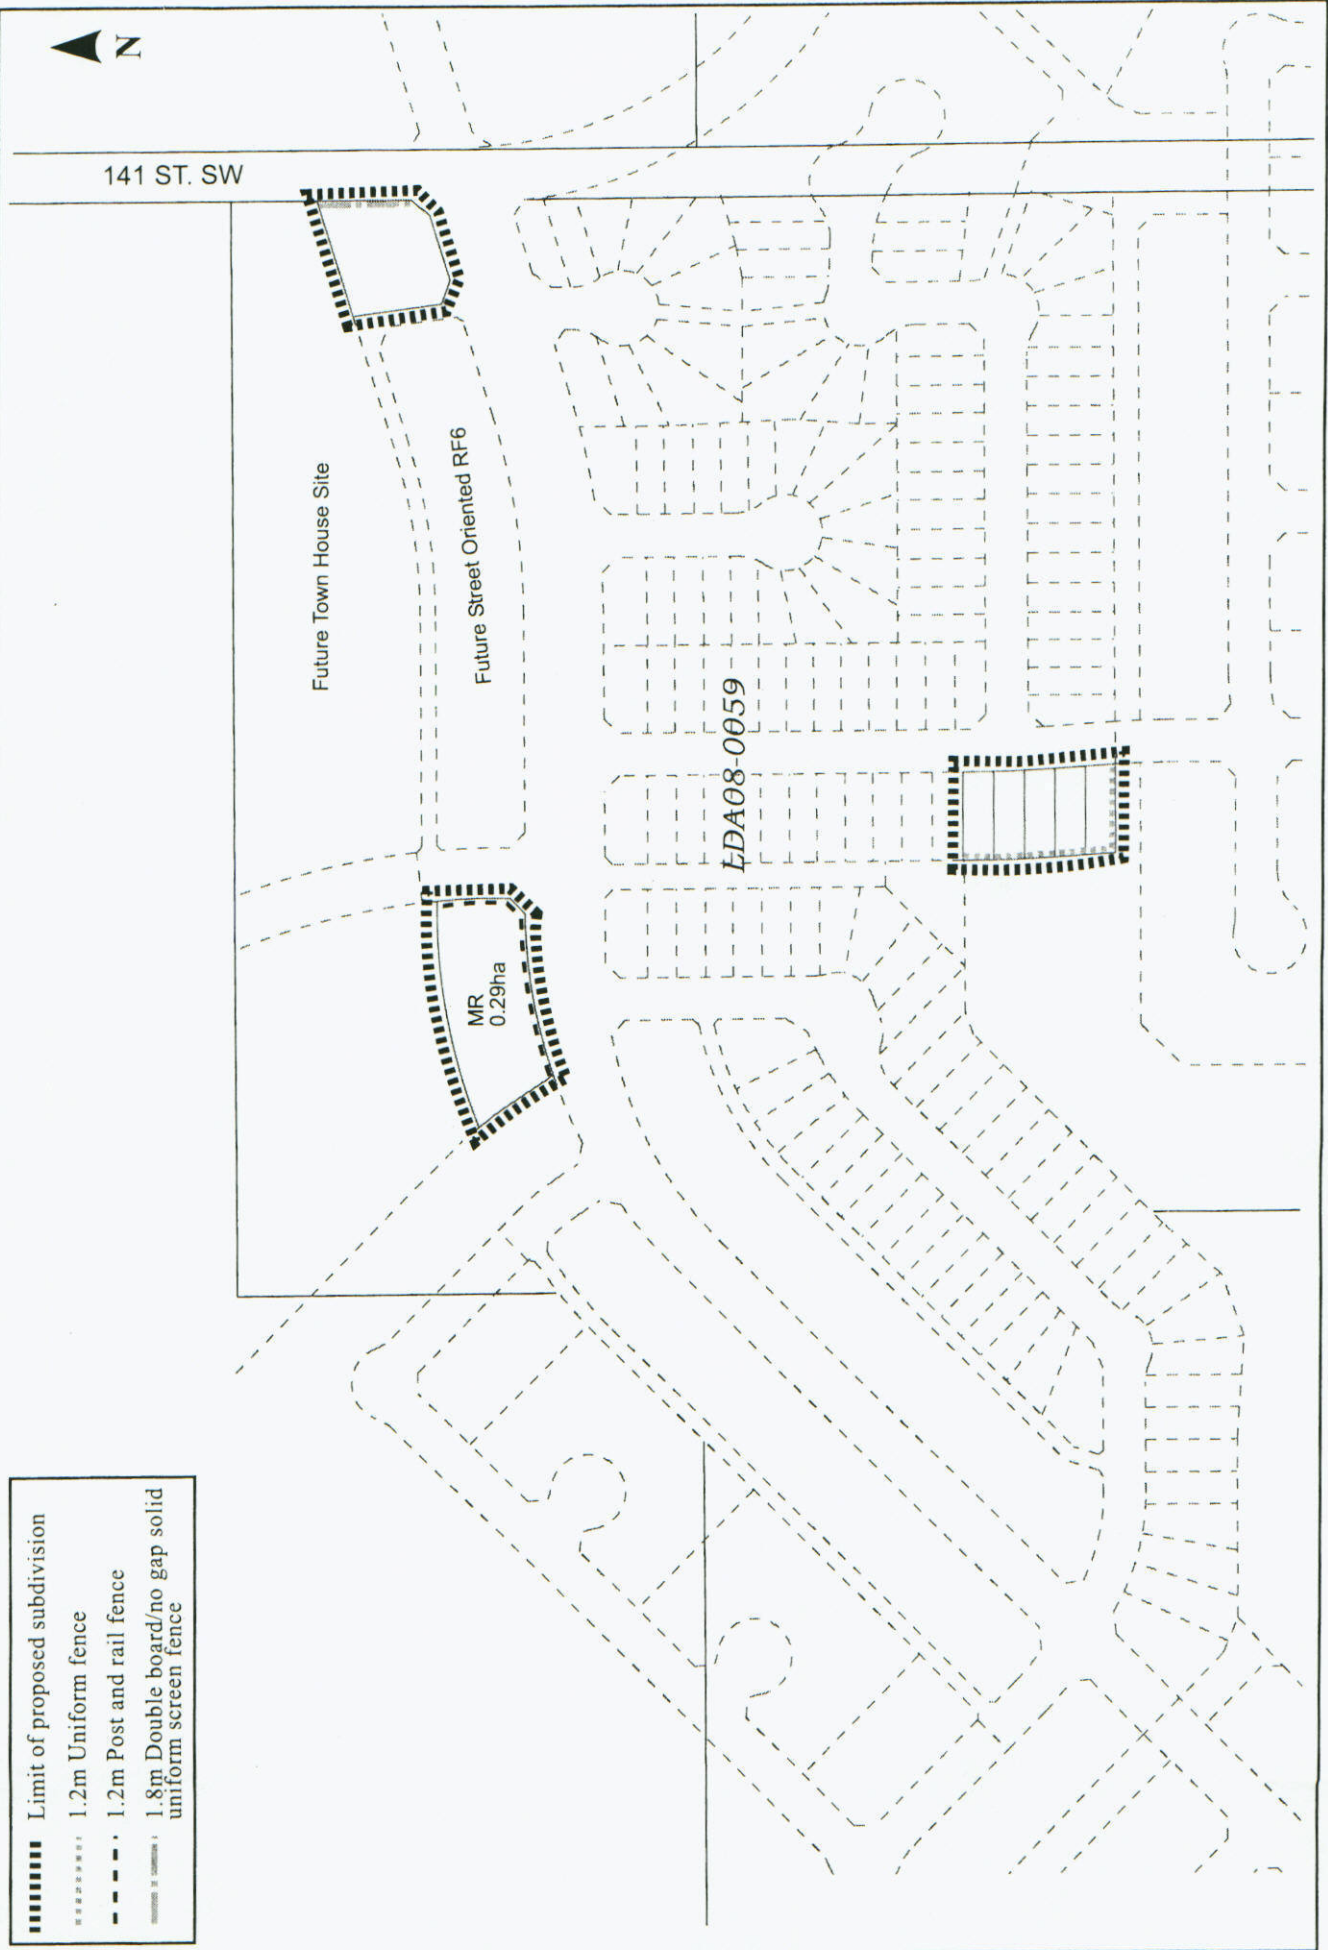 N
141 ST. SW
Future Town House Site
Future Street Oriented RF6
LDA08-0059
MR
0.29ha
Limit of proposed subdivision
1.2m Uniform fence
1.2m Post and rail fence
1.8m Double board/no gap solid
uniform screen fence